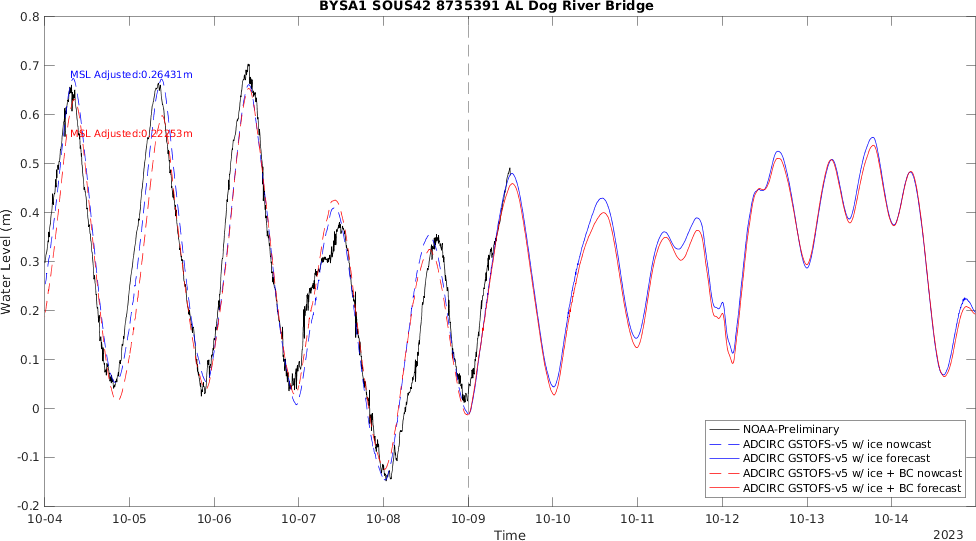 BYSA1 SOUS42 8735391 AL Dog River Bridge
0.8
0.7
0.6
0.5
0.4
0.3
0.2
0.1
0
-0.1
-0.2
Water Level (m)
MSL Adjusted:0.26431m
MSL Adjusted:0.22253m
NOAA-Preliminary
ADCIRC GSTOFS-v5 w/ ice nowcast
ADCIRC GSTOFS-v5 w/ ice forecast
ADCIRC GSTOFS-v5 w/ ice + BC nowcast
ADCIRC GSTOFS-v5 w/ ice + BC forecast
10-04 10-05 10-06 10-07 10-08 10-09 10-10 10-11 10-12 10-13 10-14
Time
2023